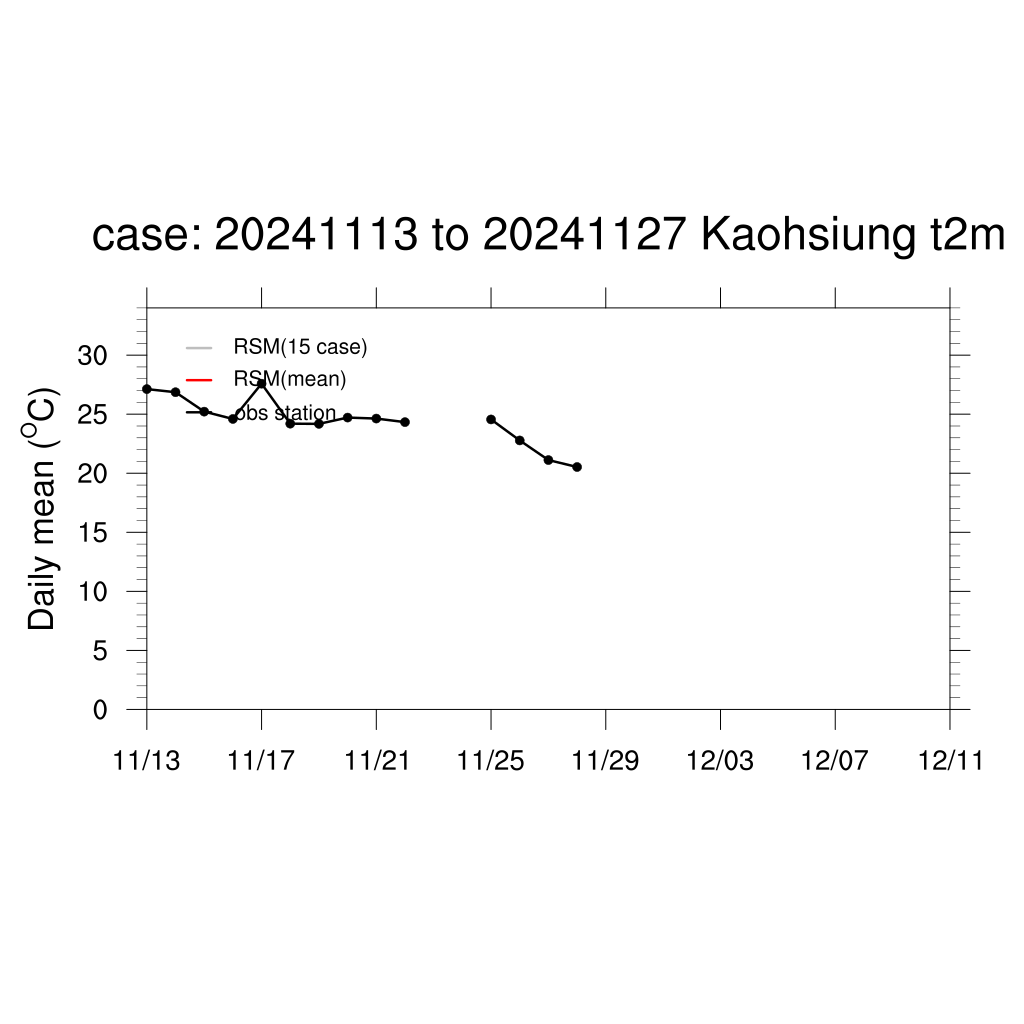 case: 20241113 to 20241127 Kaohsiung t2m
RSM(15 case)
RSM(mean)
obs station
Daily mean (°C)
30
25
20
15
10
5
0
11/13 11/17 11/21 11/25 11/29 12/03 12/07 12/11